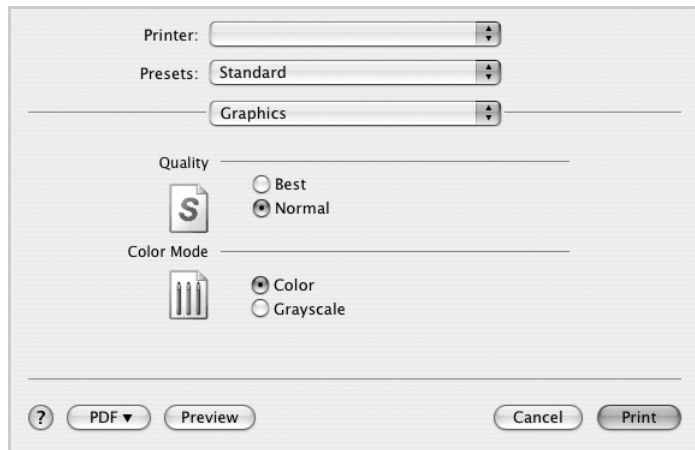 Printer:
Presets: Standard
Graphics
Quality
Best
S
Normal
Color Mode
Color
Grayscale
? PDF▼ Preview Cancel Print